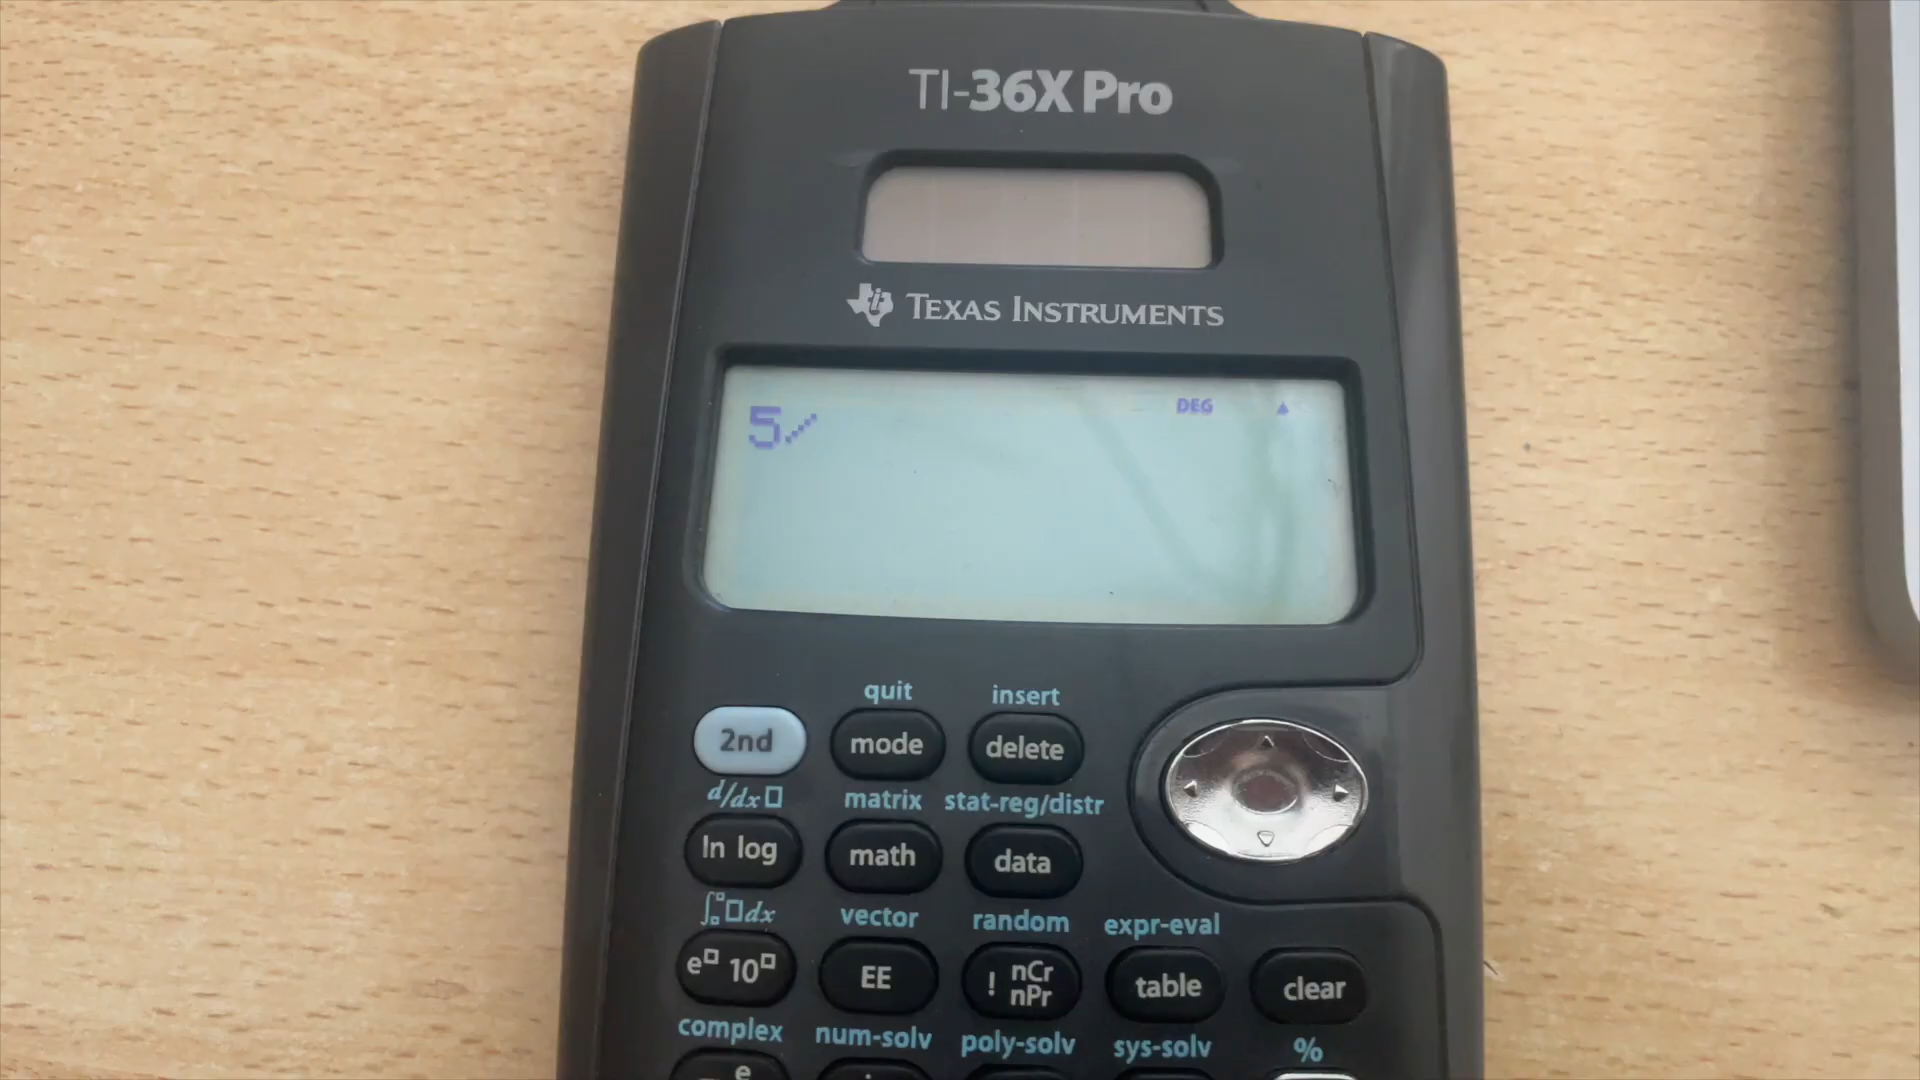 TI-36X Pro
TEXAS INSTRUMENTS
DEG
5/
quit insert
2nd mode delete
d/dx matrix stat-reg/distr
ln log math data
dx vector random expr-eval
e 10 EE ! nCr nPr table clear
complex num-solv poly-solv sys-solv %
e